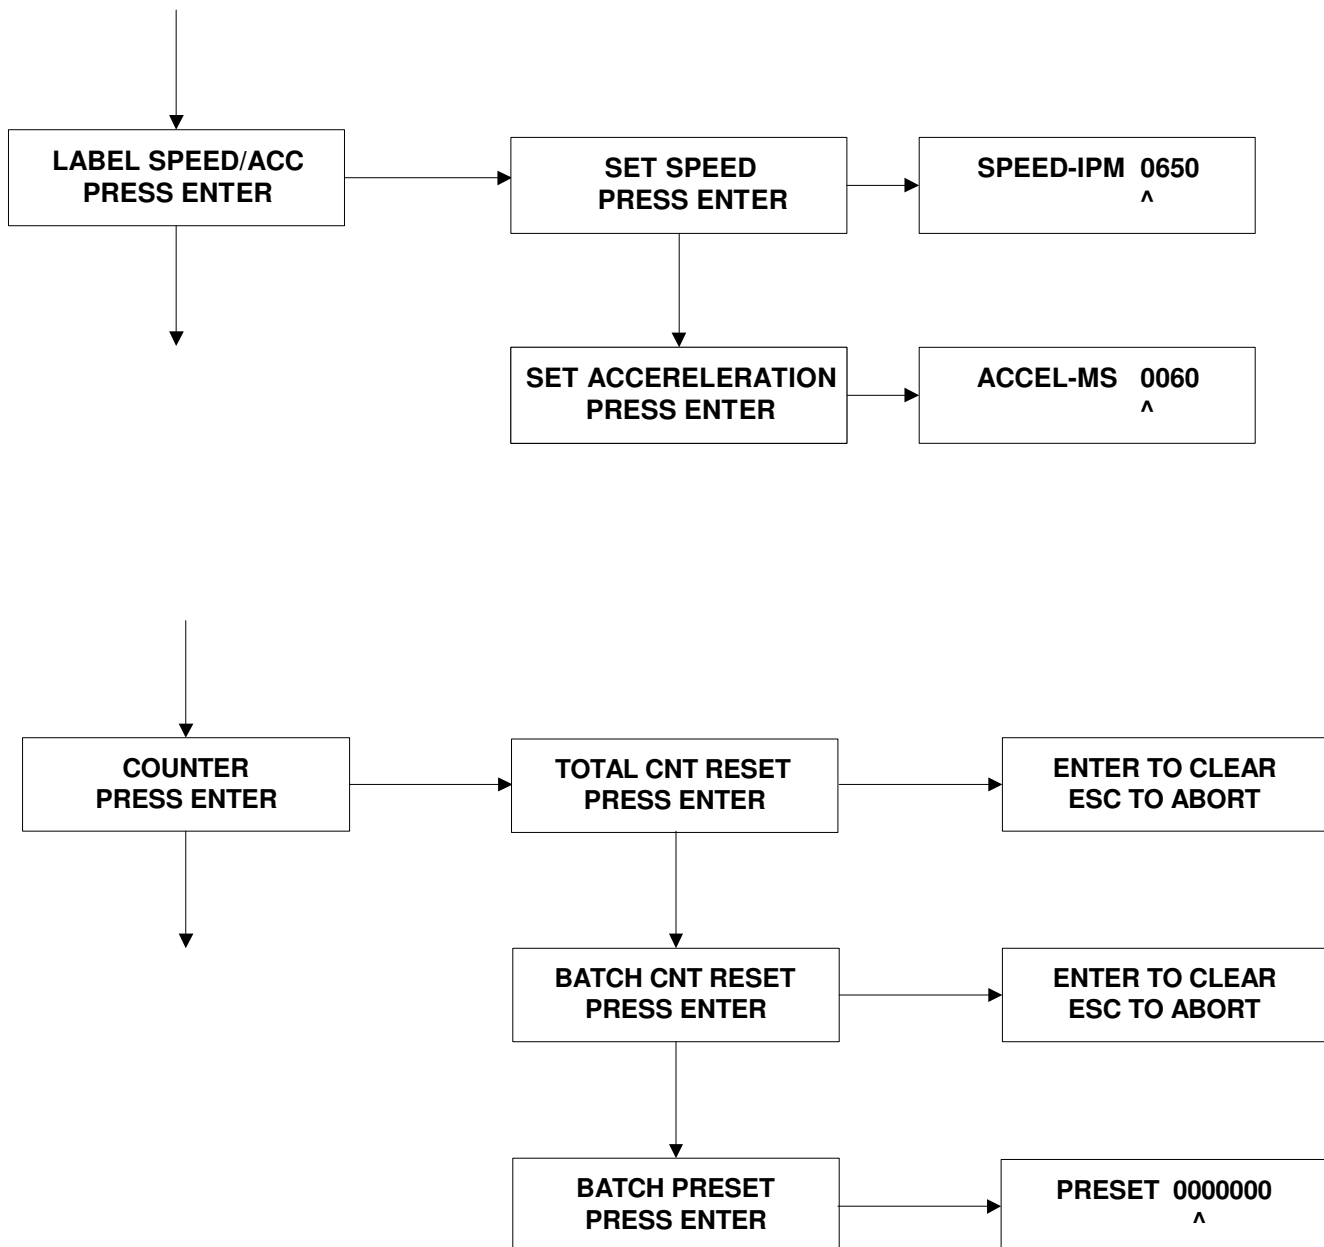 LABEL SPEED/ACC
PRESS ENTER
SET SPEED
PRESS ENTER
SPEED-IPM 0650
^
SET ACCERELERATION
PRESS ENTER
ACCEL-MS 0060
^
COUNTER
PRESS ENTER
TOTAL CNT RESET
PRESS ENTER
ENTER TO CLEAR
ESC TO ABORT
BATCH CNT RESET
PRESS ENTER
ENTER TO CLEAR
ESC TO ABORT
BATCH PRESET
PRESS ENTER
PRESET 0000000
^